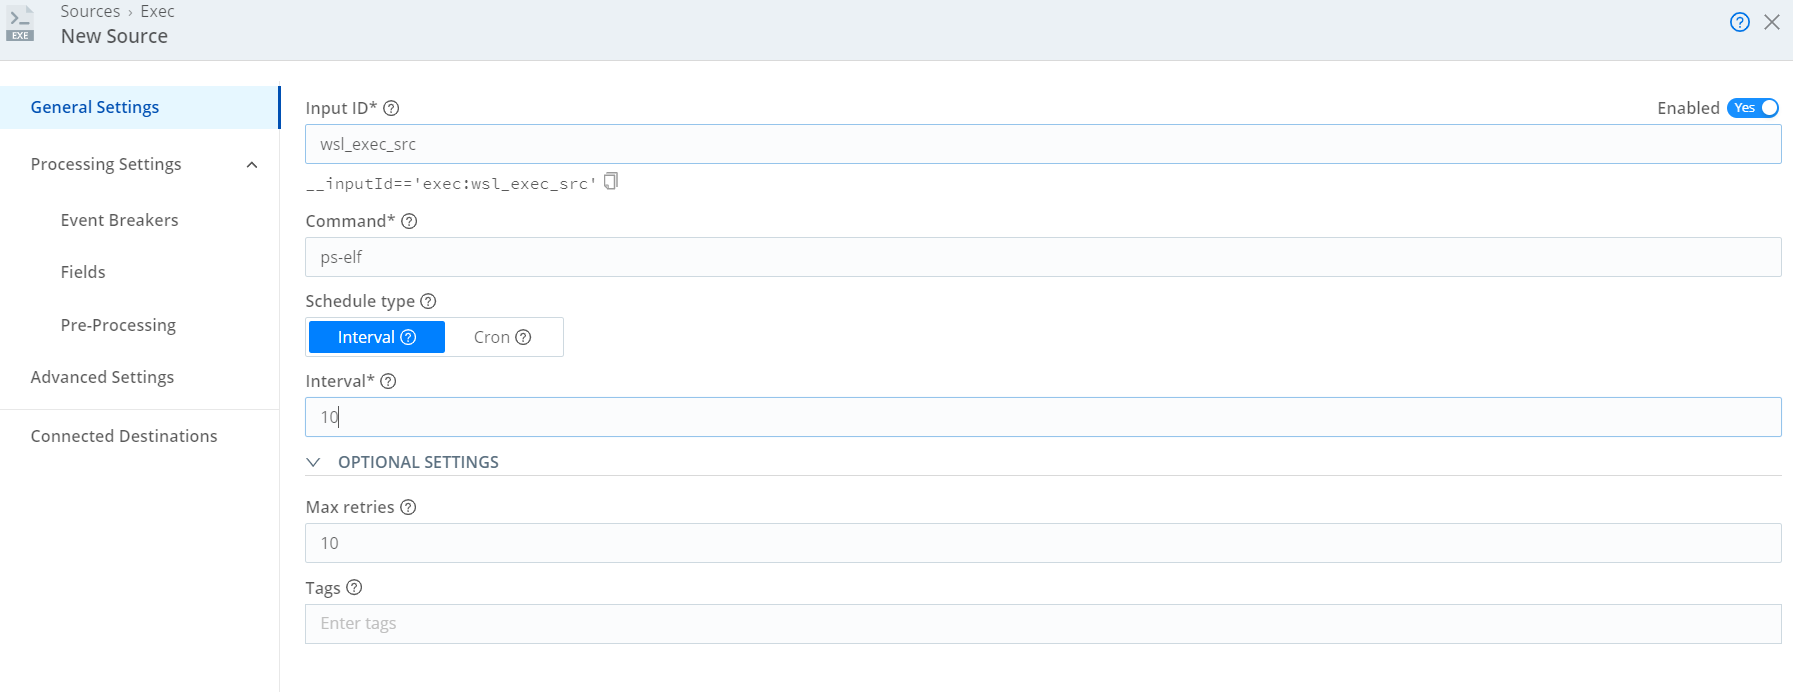 EXE
Sources › Exec
New Source
General Settings
Processing Settings
Event Breakers
Fields
Pre-Processing
Advanced Settings
Connected Destinations
Input ID*
Enabled Yes
wsl_exec_src
__inputId=='exec:wsl_exec_src'
Command*
ps-elf
Schedule type
Interval Cron
Interval*
10
OPTIONAL SETTINGS
Max retries
10
Tags
Enter tags